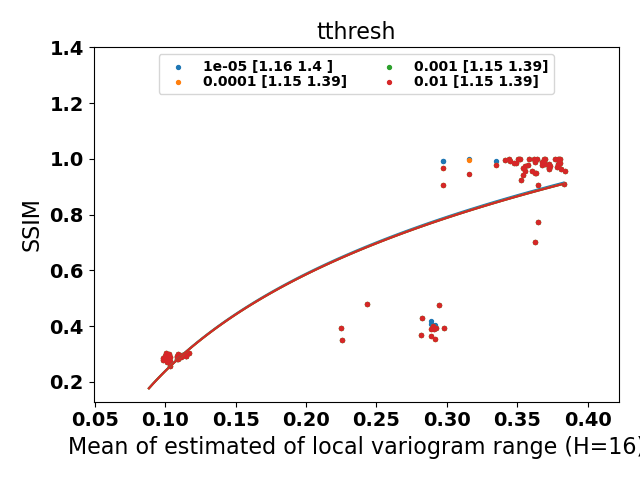 tthresh
1e-05 [1.16 1.4 ]
0.0001 [1.15 1.39]
0.001 [1.15 1.39]
0.01 [1.15 1.39]
SSIM
1.4
1.2
1.0
0.8
0.6
0.4
0.2
0.05 0.10 0.15 0.20 0.25 0.30 0.35 0.40
Mean of estimated of local variogram range (H=16)